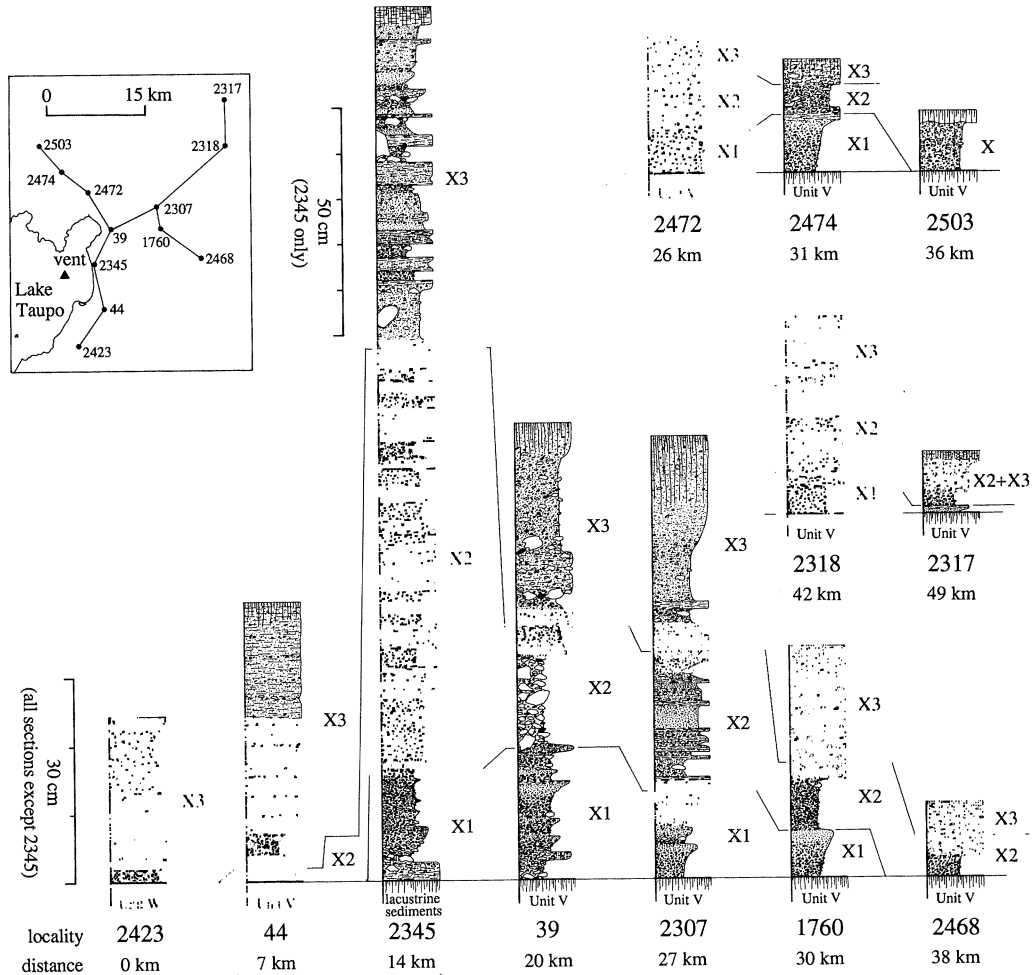 0 15 km
2317
2503
2318
2474
2472
2307
39
1760
vent
2345
2468
Lake
Taupo
44
2423
50 cm
(2345 only)
X3
X2
X1
lacustrine
sediments
X3
X2
X1
2472
26 km
X3
X2
X1
Unit V
2474
31 km
X
Unit V
2503
36 km
X3
X2
X1
Unit V
2318
42 km
X2+X3
Unit V
2317
49 km
30 cm
(all sections except 2345)
X3
X3
X2
Unit V
X3
X2
X1
Unit V
X3
X2
X1
Unit V
X3
X2
X1
Unit V
X3
X2
Unit V
locality 2423 44 2345 39 2307 1760 2468
distance 0 km 7 km 14 km 20 km 27 km 30 km 38 km